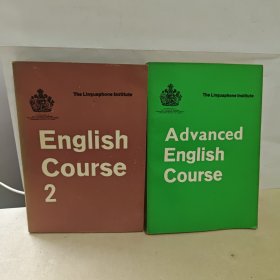 The Linguaphone Institute
English
Course
2
The Linguaphone Institute
Advanced
English
Course